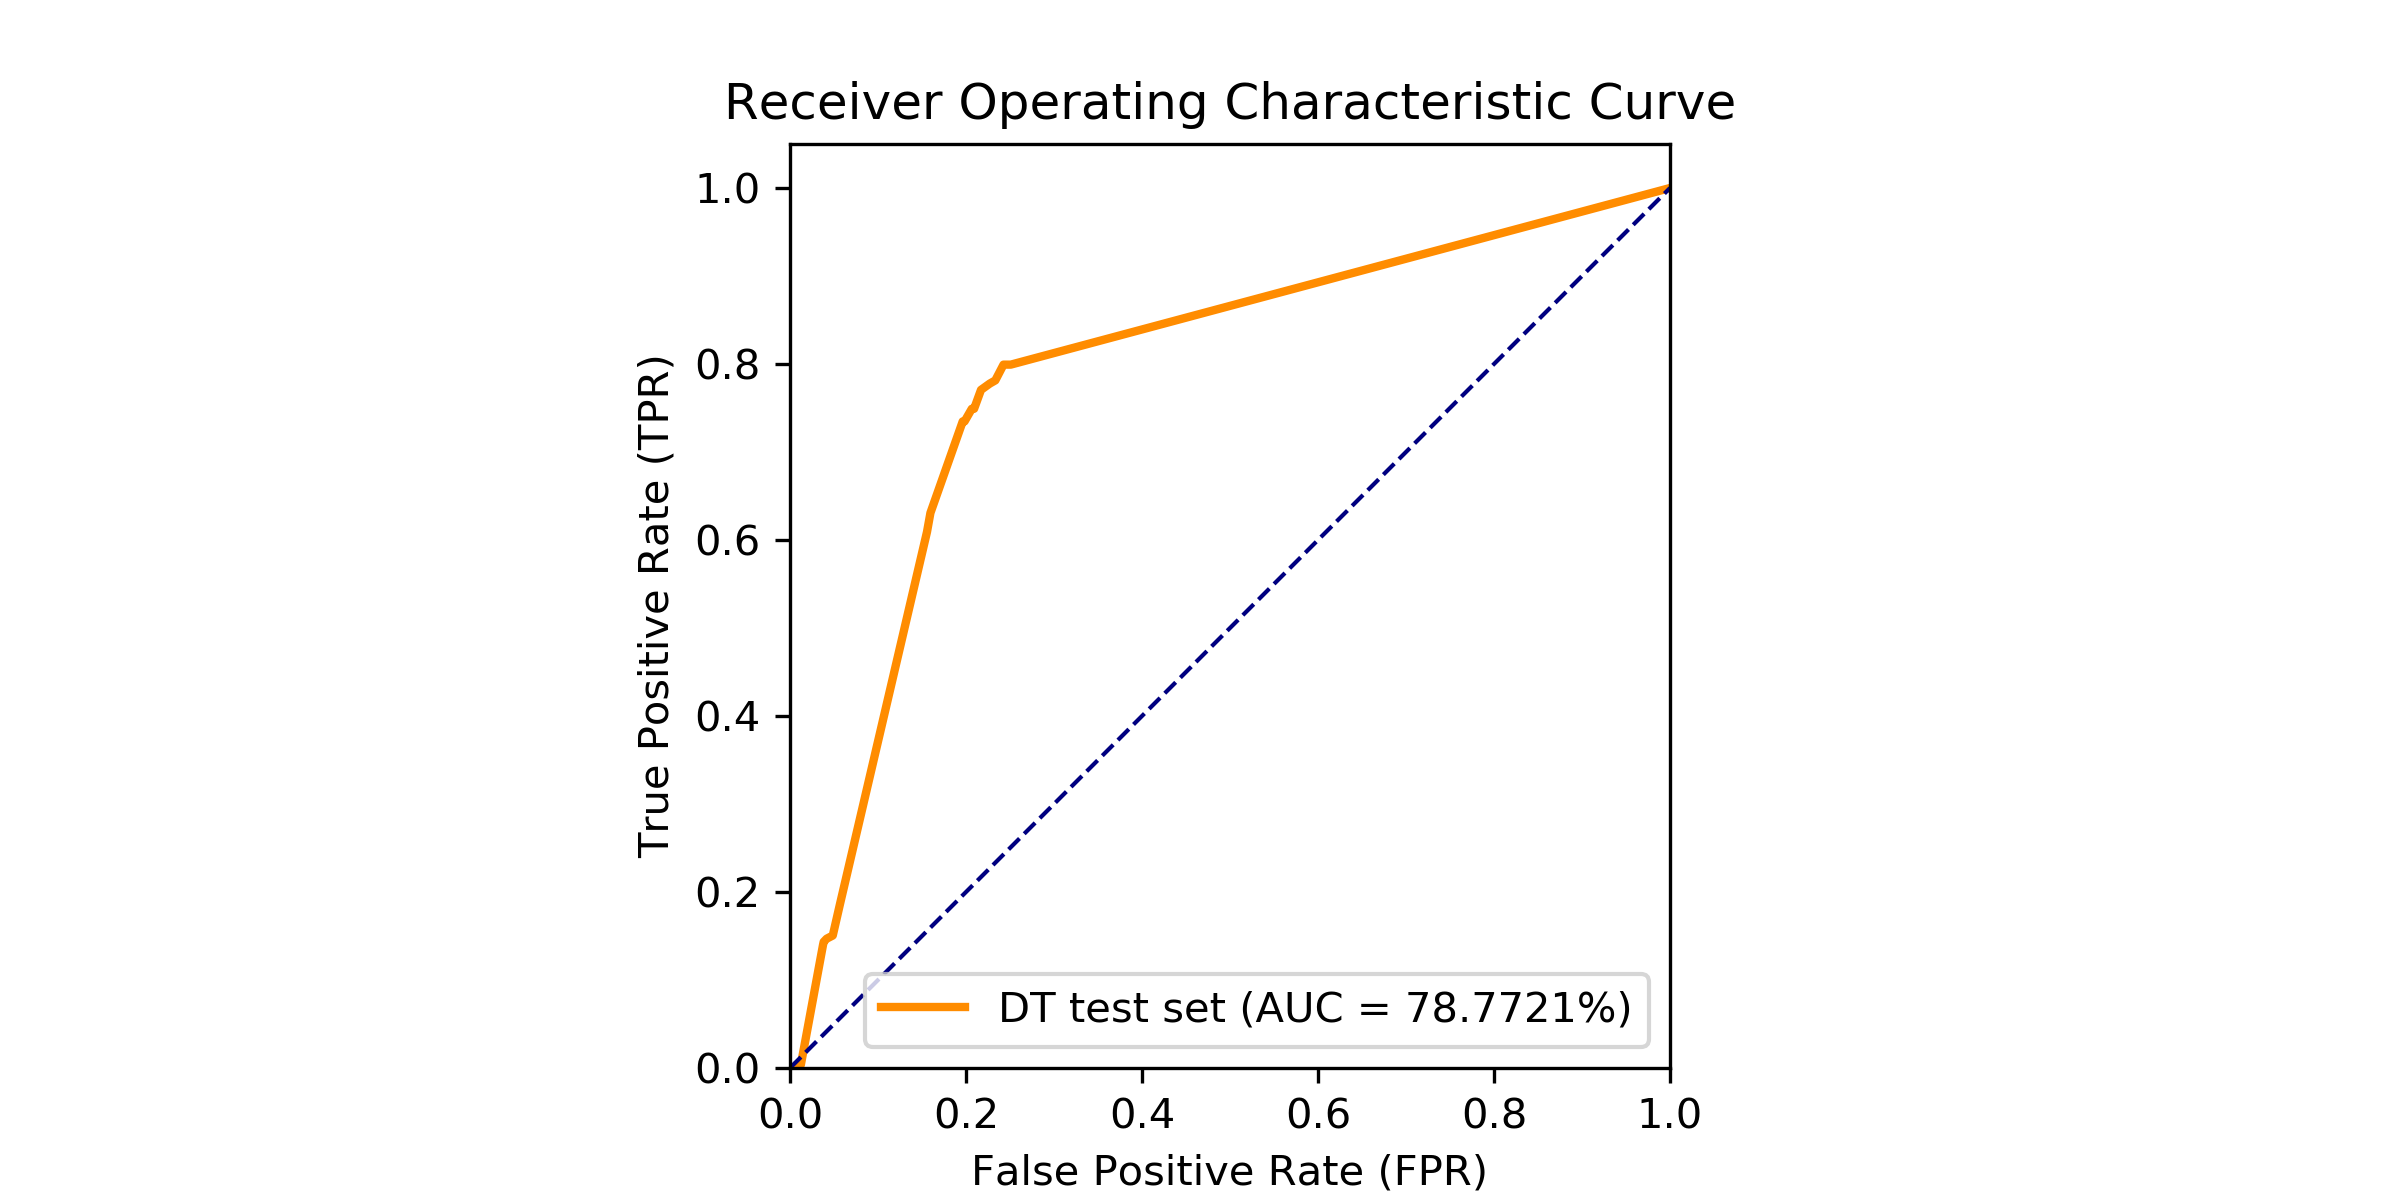 Receiver Operating Characteristic Curve
1.0
0.8
0.6
0.4
0.2
0.0
True Positive Rate (TPR)
DT test set (AUC = 78.7721%)
0.0 0.2 0.4 0.6 0.8 1.0
False Positive Rate (FPR)